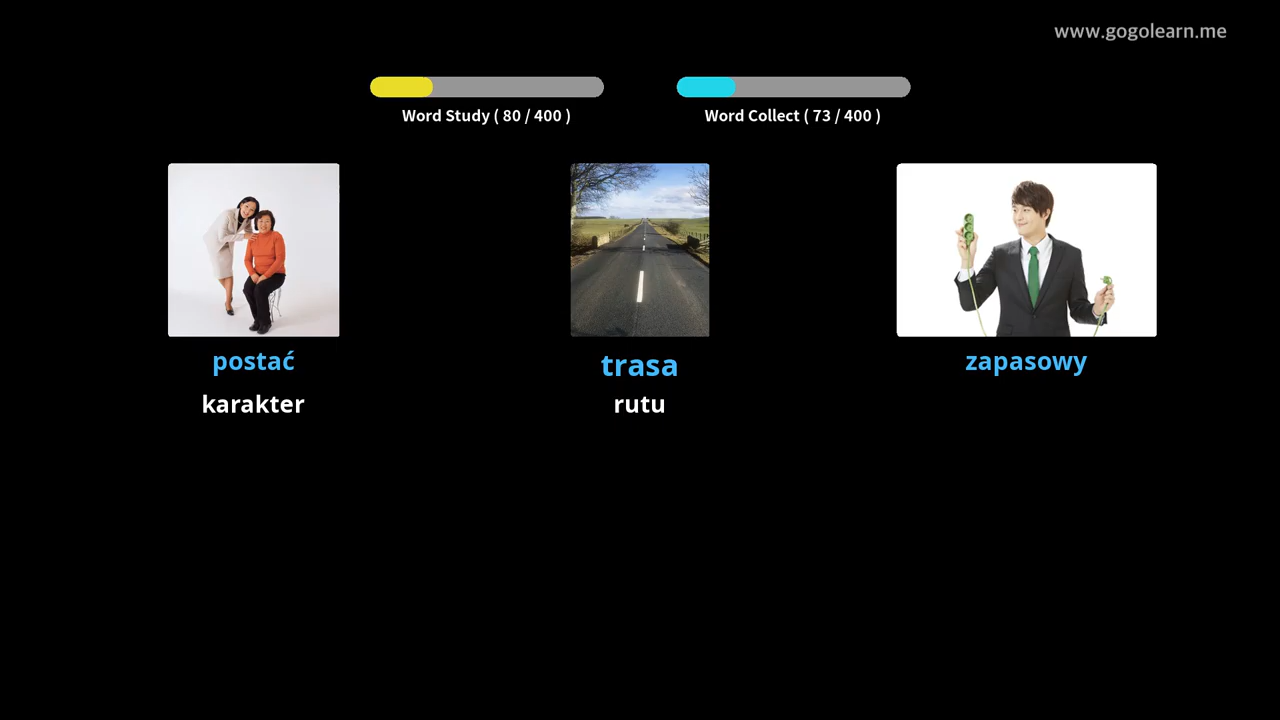 www.gogolearn.me
Word Study ( 80 / 400 )
Word Collect ( 73 / 400 )
postać
trasa
zapasowy
karakter
rutu